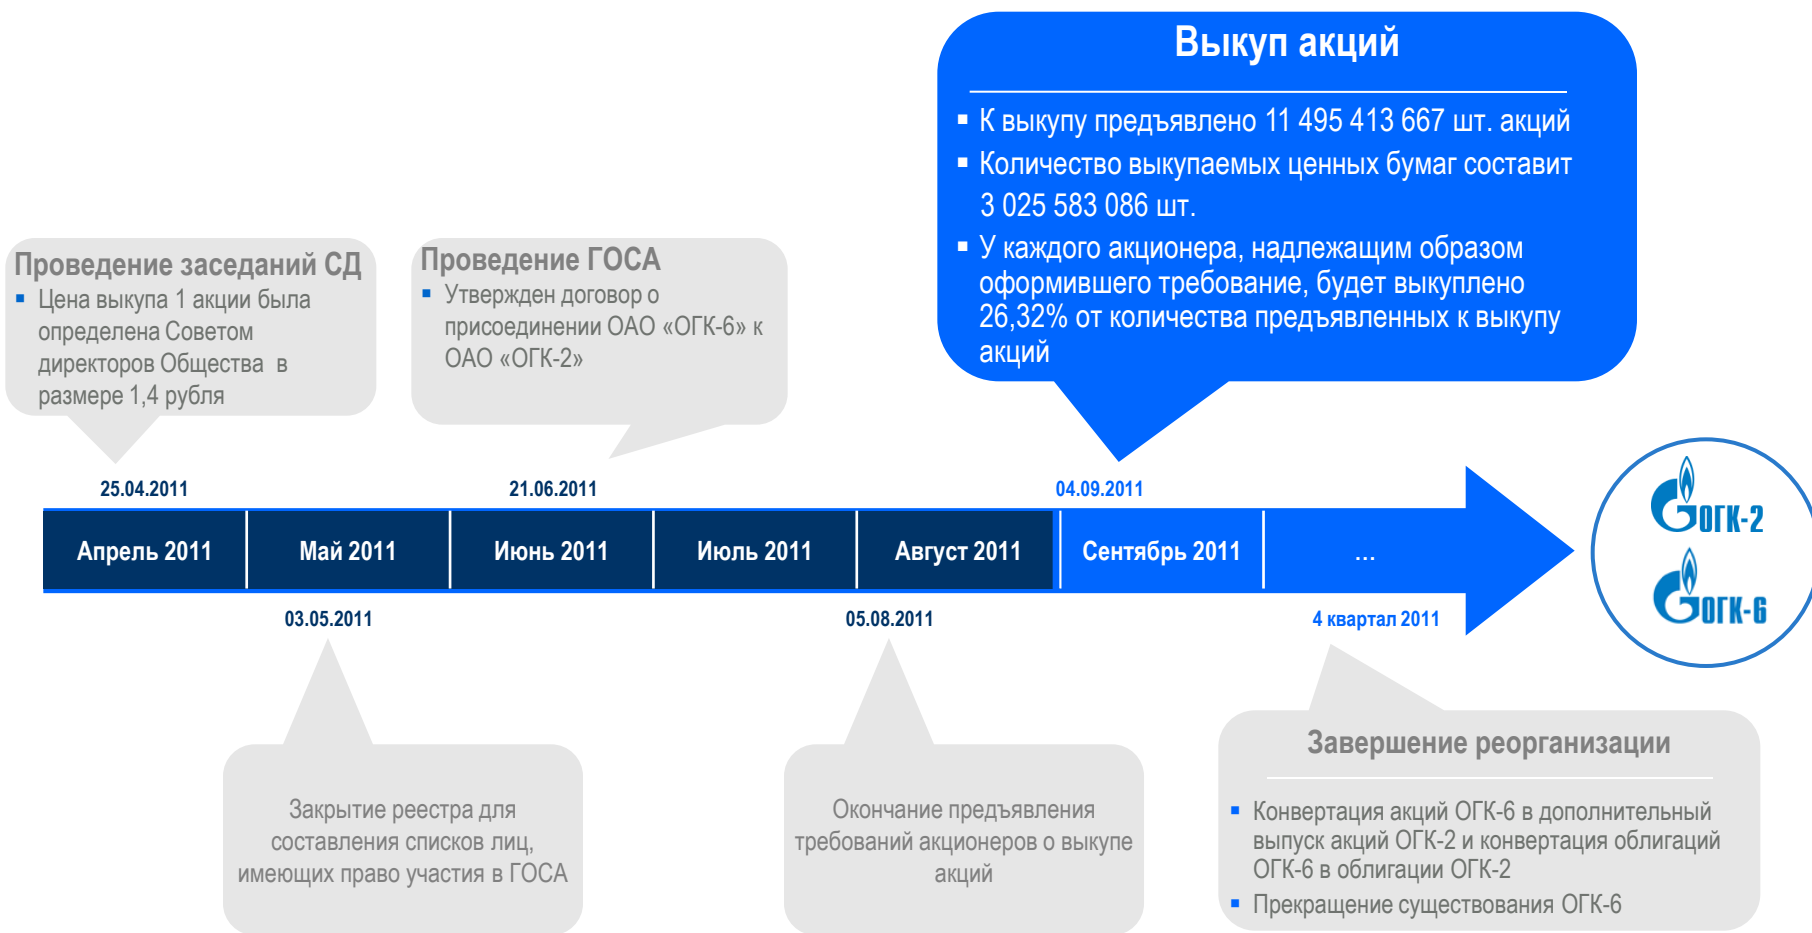 Выкуп акций
▪ К выкупу предъявлено 11 495 413 667 шт. акций
▪ Количество выкупаемых ценных бумаг составит
3 025 583 086 шт.
▪ У каждого акционера, надлежащим образом
оформившего требование, будет выкуплено
26,32% от количества предъявленных к выкупу
акций
Проведение заседаний СД
▪ Цена выкупа 1 акции была
определена Советом
директоров Общества в
размере 1,4 рубля
Проведение ГОСА
▪ Утвержден договор о
присоединении ОАО «ОГК-6» к
ОАО «ОГК-2»
25.04.2011
21.06.2011
04.09.2011
Апрель 2011
Май 2011
Июнь 2011
Июль 2011
Август 2011
Сентябрь 2011
...
ОГК-2
ОГК-6
03.05.2011
05.08.2011
4 квартал 2011
Закрытие реестра для
составления списков лиц,
имеющих право участия в ГОСА
Окончание предъявления
требований акционеров о выкупе
акций
Завершение реорганизации
▪ Конвертация акций ОГК-6 в дополнительный
выпуск акций ОГК-2 и конвертация облигаций
ОГК-6 в облигации ОГК-2
▪ Прекращение существования ОГК-6